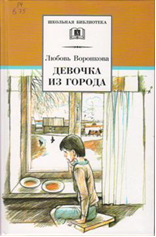 ШКОЛЬНАЯ БИБЛИОТЕКА
Любовь Воронкова
ДЕВОЧКА
ИЗ ГОРОДА